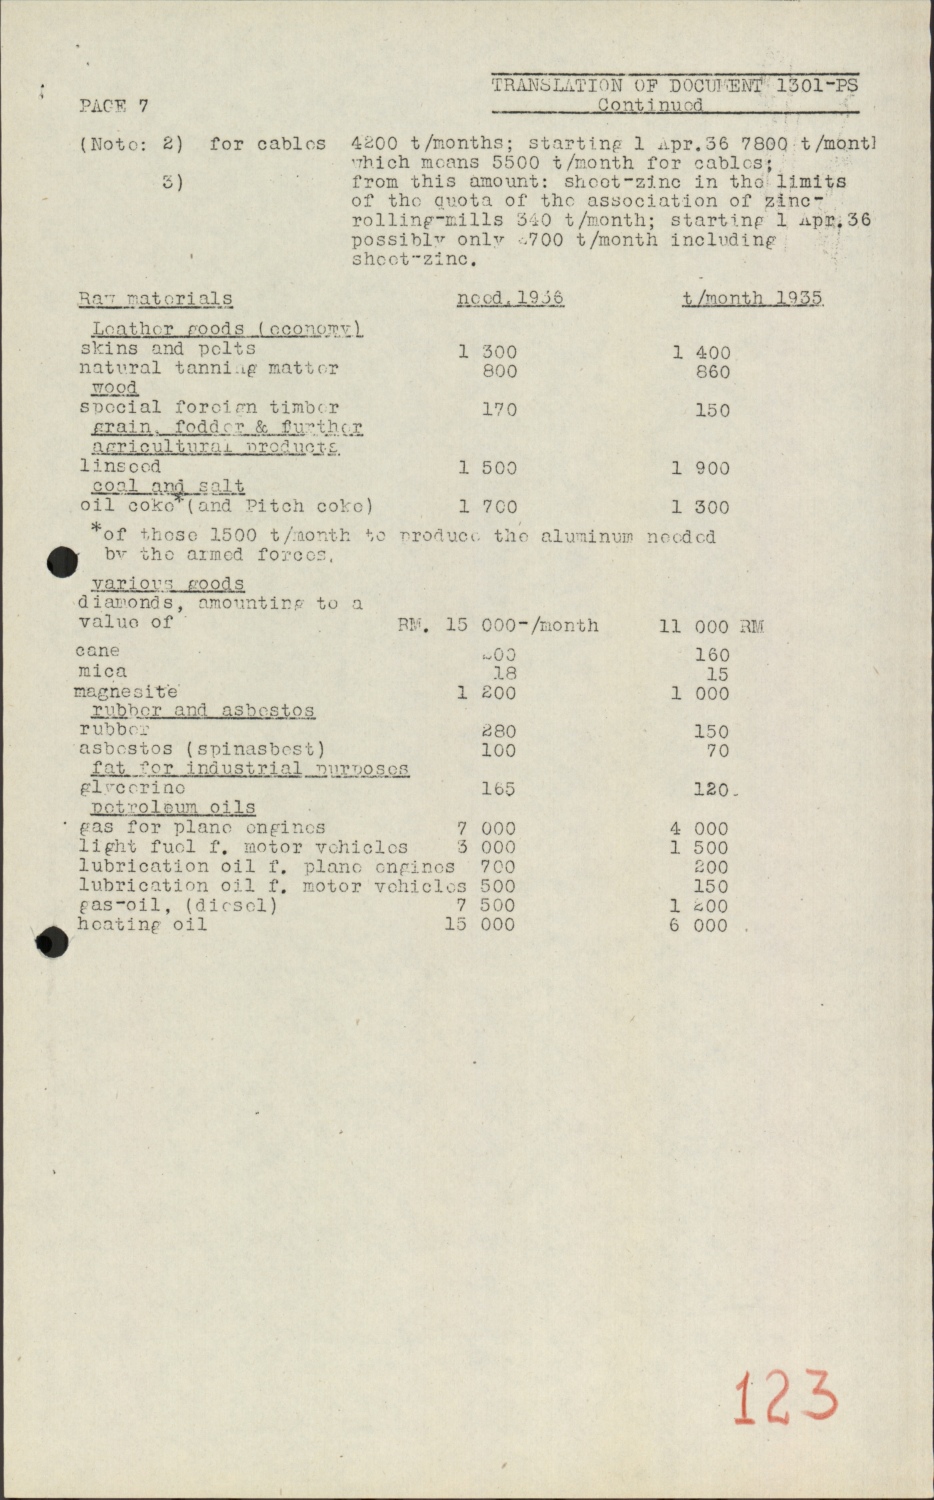 TRANSLATION OF DOCUMENT 1301-PS
PAGE 7 Continued
(Note: 2) for cables 4200 t/months; starting 1 Apr.36 7800 t/month
which means 5500 t/month for cables;
3) from this amount: sheet-zinc in the limits
of the quota of the association of zinc-
rolling-mills 340 t/month; starting 1 Apr.36
possibly only 700 t/month including
sheet-zinc.
Raw materials need.1936 t/month 1935
Leather goods (economy)
skins and pelts 1 300 1 400
natural tanning matter 800 860
wood
special foreign timber 170 150
grain, fodder & further
agricultural products
linseed 1 500 1 900
coal and salt
oil coke*(and Pitch coke) 1 700 1 300
*of these 1500 t/month to produce the aluminum needed
by the armed forces.
various goods
diamonds, amounting to a
value of RM. 15 000-/month 11 000 RM
cane 160
mica 18 15
magnesite 1 200 1 000
rubber and asbestos
rubber 280 150
asbestos (spinasbest) 100 70
fat for industrial purposes
glycerine 165 120.
petroleum oils
gas for plane engines 7 000 4 000
light fuel f. motor vehicles 3 000 1 500
lubrication oil f. plane engines 700 200
lubrication oil f. motor vehicles 500 150
gas-oil, (diesel) 7 500 1 200
heating oil 15 000 6 000
123